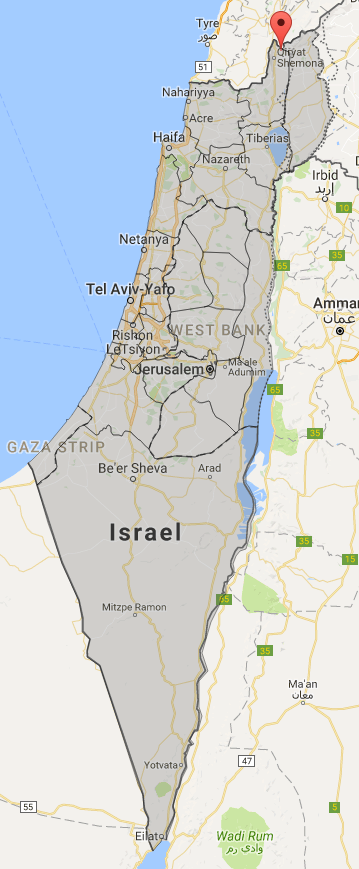 Tyre
صور
51
Qiryat
Shemona
Nahariyya
Acre
Haifa
Tiberias
Nazareth
Irbid
إربد
10
Netanya
35
65
Tel Aviv-Yafo
Amman
عمان
Rishon
LeTsiyon
WEST BANK
Jerusalem
Ma'ale
Adumim
65
35
GAZA STRIP
Be'er Sheva
Arad
Israel
35
15
65
Mitzpe Ramon
35
Ma'an
معان
Yotvata
47
55
5
Eilat
Wadi Rum
وادي رم